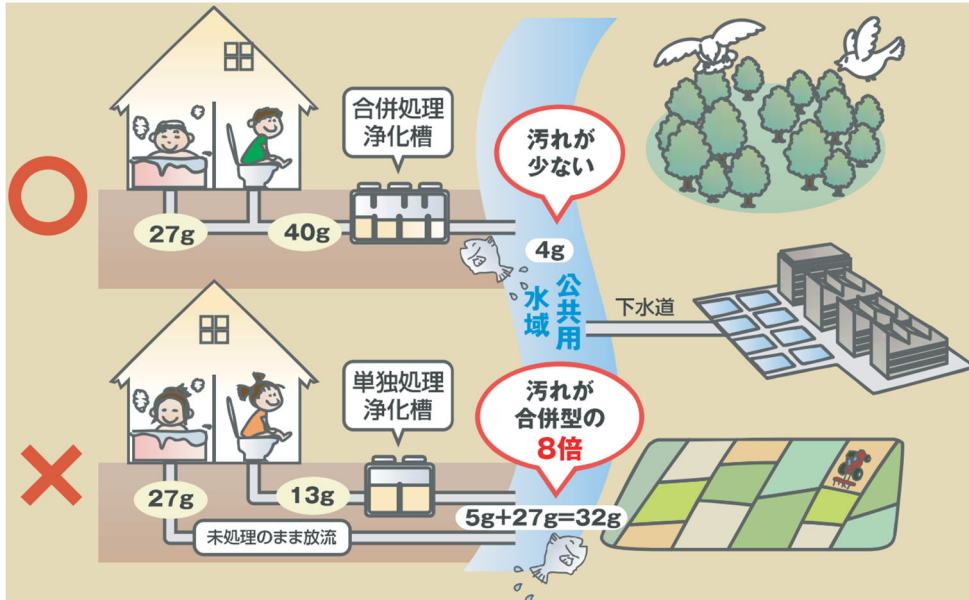 合併処理
浄化槽
汚れが
少ない
27g
40g
4g
公共用
水域
下水道
単独処理
浄化槽
汚れが
合併型の
8倍
27g
13g
5g+27g=32g
未処理のまま放流